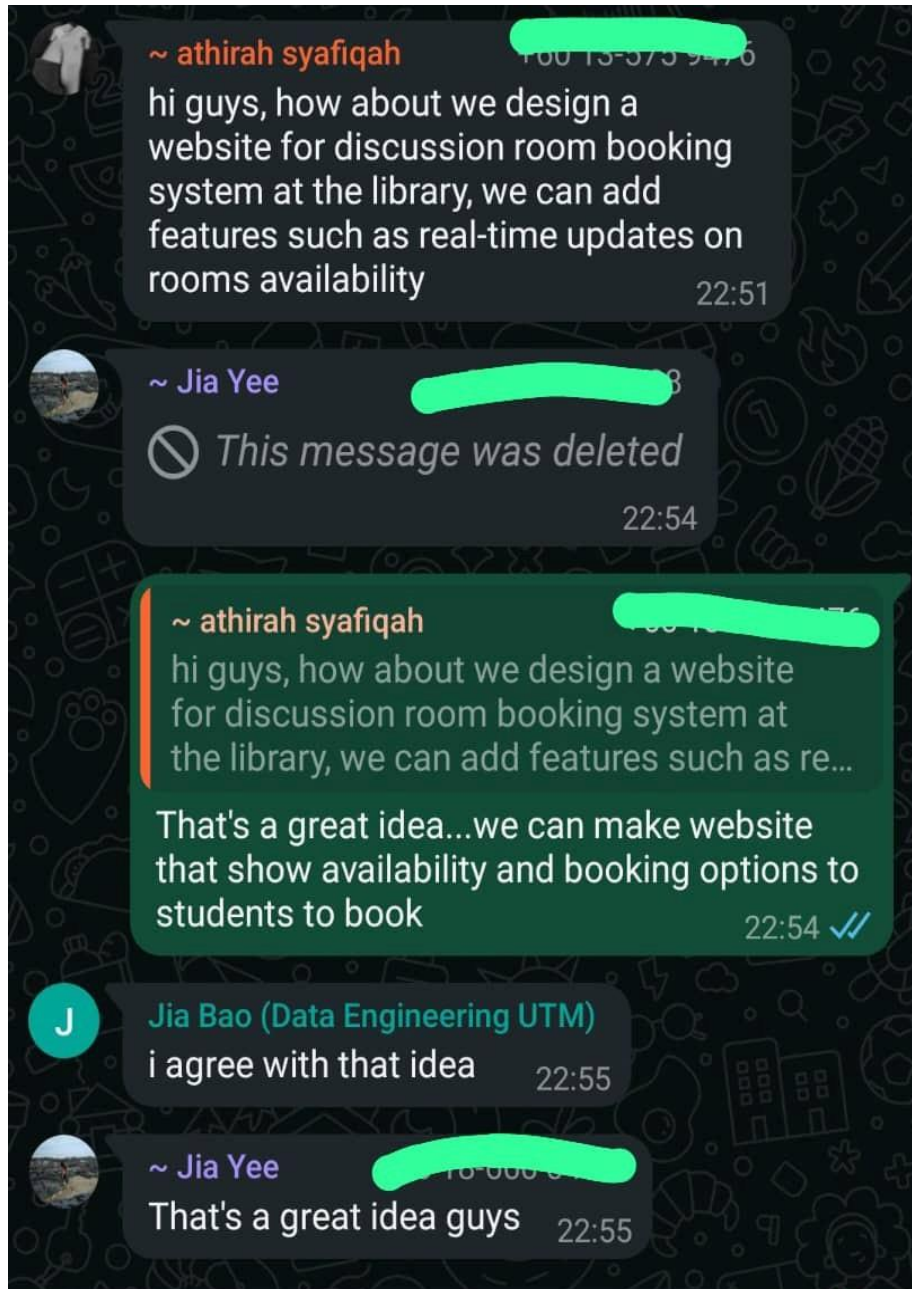 ~ athirah syafiqah
hi guys, how about we design a
website for discussion room booking
system at the library, we can add
features such as real-time updates on
rooms availability
22:51
~ Jia Yee
This message was deleted
22:54
~ athirah syafiqah
hi guys, how about we design a website
for discussion room booking system at
the library, we can add features such as re...
That's a great idea...we can make website
that show availability and booking options to
students to book
22:54
J
Jia Bao (Data Engineering UTM)
i agree with that idea
22:55
~ Jia Yee
That's a great idea guys
22:55